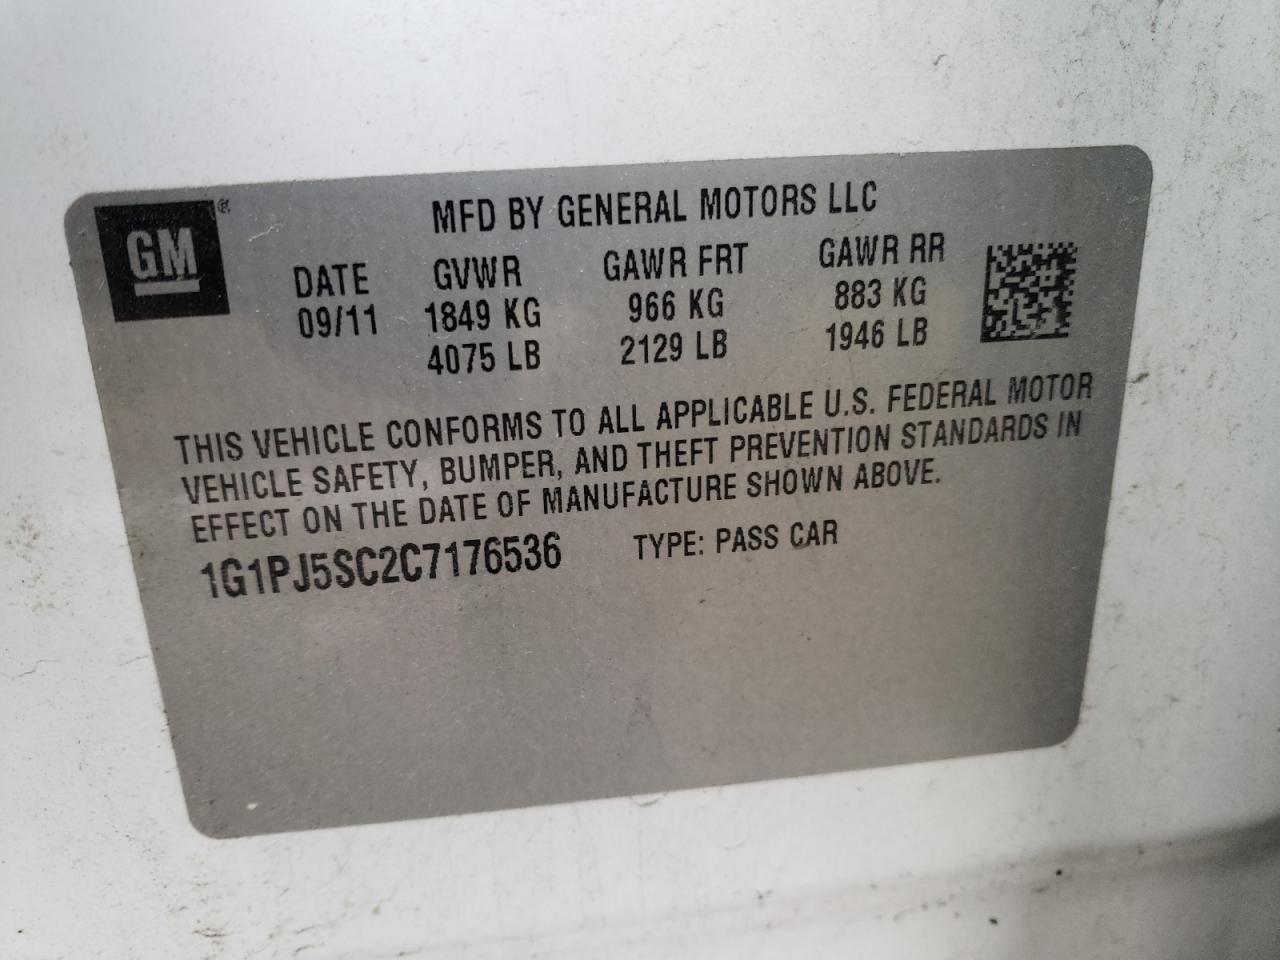 GM®
MFD BY GENERAL MOTORS LLC
DATE GVWR GAWR FRT GAWR RR
09/11 1849 KG 966 KG 883 KG
4075 LB 2129 LB 1946 LB
THIS VEHICLE CONFORMS TO ALL APPLICABLE U.S. FEDERAL MOTOR
VEHICLE SAFETY, BUMPER, AND THEFT PREVENTION STANDARDS IN
EFFECT ON THE DATE OF MANUFACTURE SHOWN ABOVE.
1G1PJ5SC2C7176536 TYPE: PASS CAR